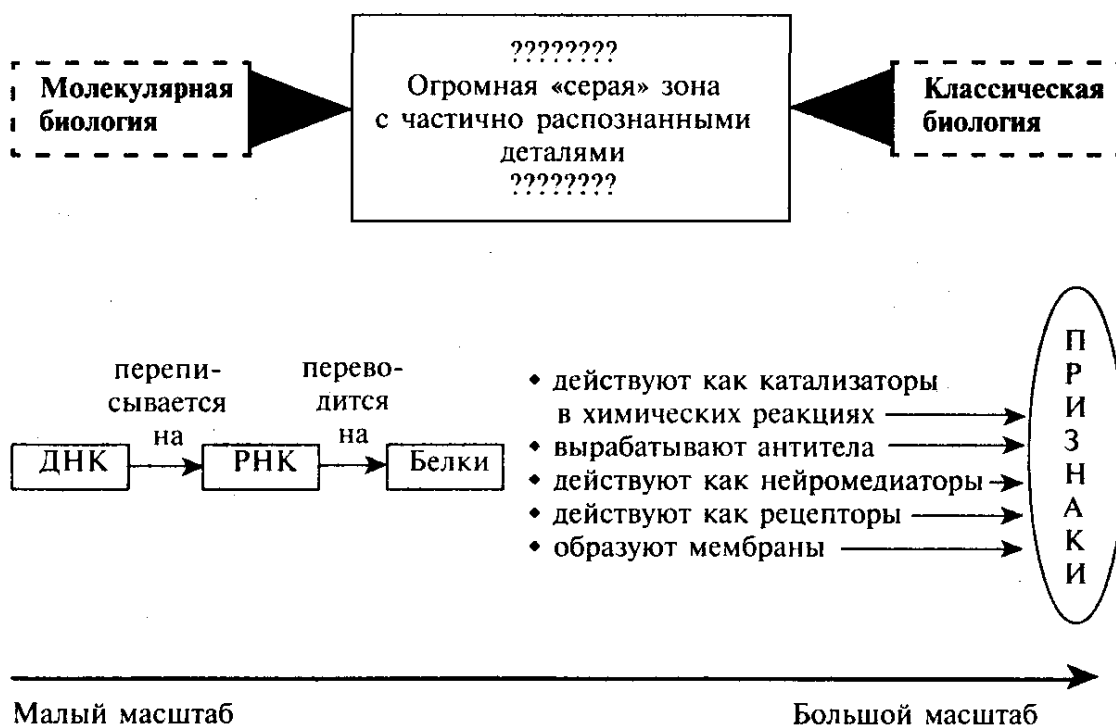 ????????
Молекулярная
биология
Огромная «серая» зона
с частично распознанными
деталями
????????
Классическая
биология
перепи-
сывается
на
перево-
дится
на
ДНК
РНК
Белки
• действуют как катализаторы
в химических реакциях
• вырабатывают антитела
• действуют как нейромедиаторы
• действуют как рецепторы
• образуют мембраны
П
Р
И
З
Н
А
К
И
Малый масштаб
Большой масштаб